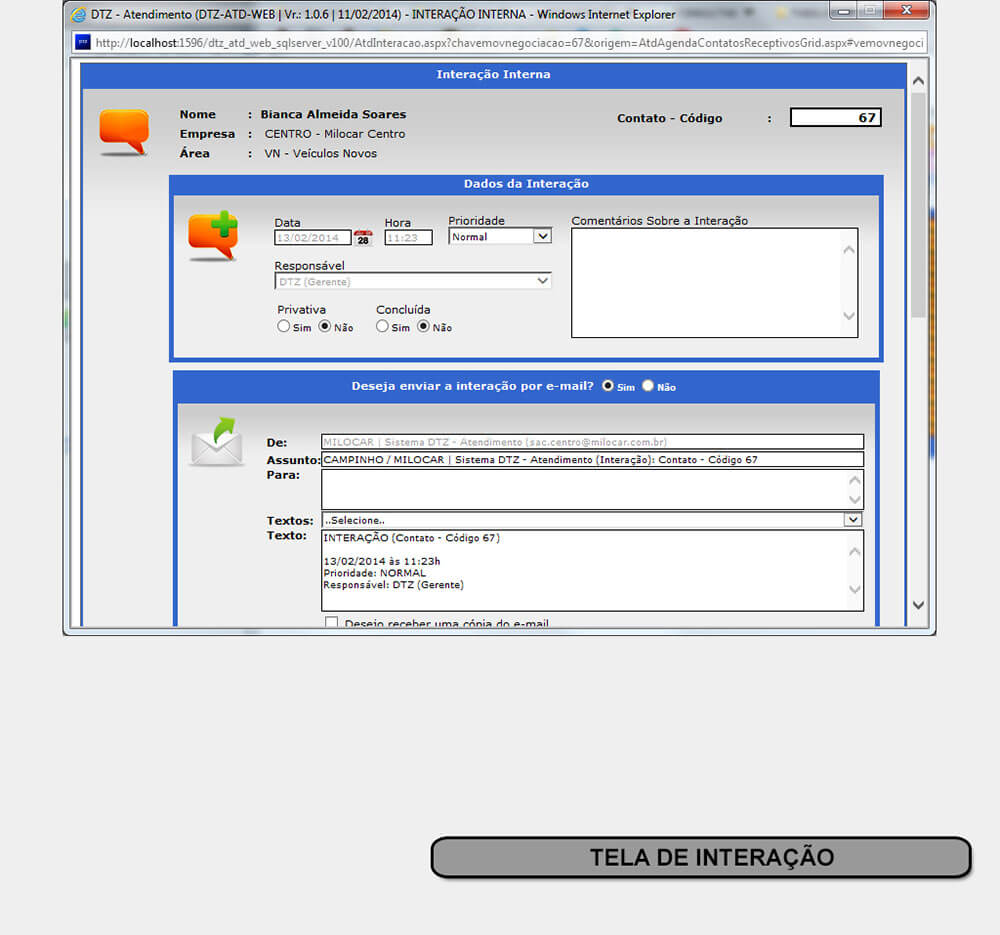 DTZ - Atendimento (DTZ-ATD-WEB | Vr.: 1.0.6 | 11/02/2014) - INTERAÇÃO INTERNA - Windows Internet Explorer
http://localhost:1596/dtz_atd_web_sqlserver_v100/AtdInteracao.aspx?chavemovnegociacao=67&origem=AtdAgendaContatosReceptivosGrid.aspx#vemovnegoci
Interação Interna
Nome : Bianca Almeida Soares
Contato - Código : 67
Empresa : CENTRO - Milocar Centro
Área : VN - Veículos Novos
Dados da Interação
Data Hora Prioridade Comentários Sobre a Interação
13/02/2014 28 11:23 Normal
Responsável
DTZ (Gerente)
Privativa Concluída
Sim Não Sim Não
Deseja enviar a interação por e-mail? Sim Não
De: MILOCAR | Sistema DTZ - Atendimento (sac.centro@milocar.com.br)
Assunto: CAMPINHO / MILOCAR | Sistema DTZ - Atendimento (Interação): Contato - Código 67
Para:
Textos: ..Selecione..
Texto: INTERAÇÃO (Contato - Código 67)
13/02/2014 às 11:23h
Prioridade: NORMAL
Responsável: DTZ (Gerente)
Desejo receber uma cópia do e-mail
TELA DE INTERAÇÃO